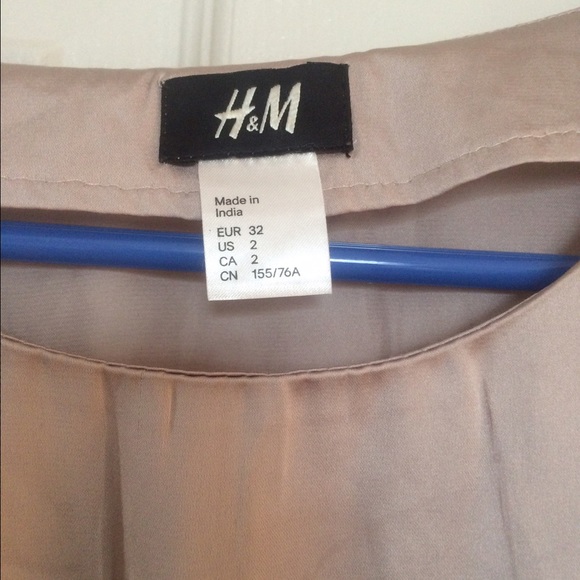 H&M
Made in
India
EUR 32
US 2
CA 2
CN 155/76A